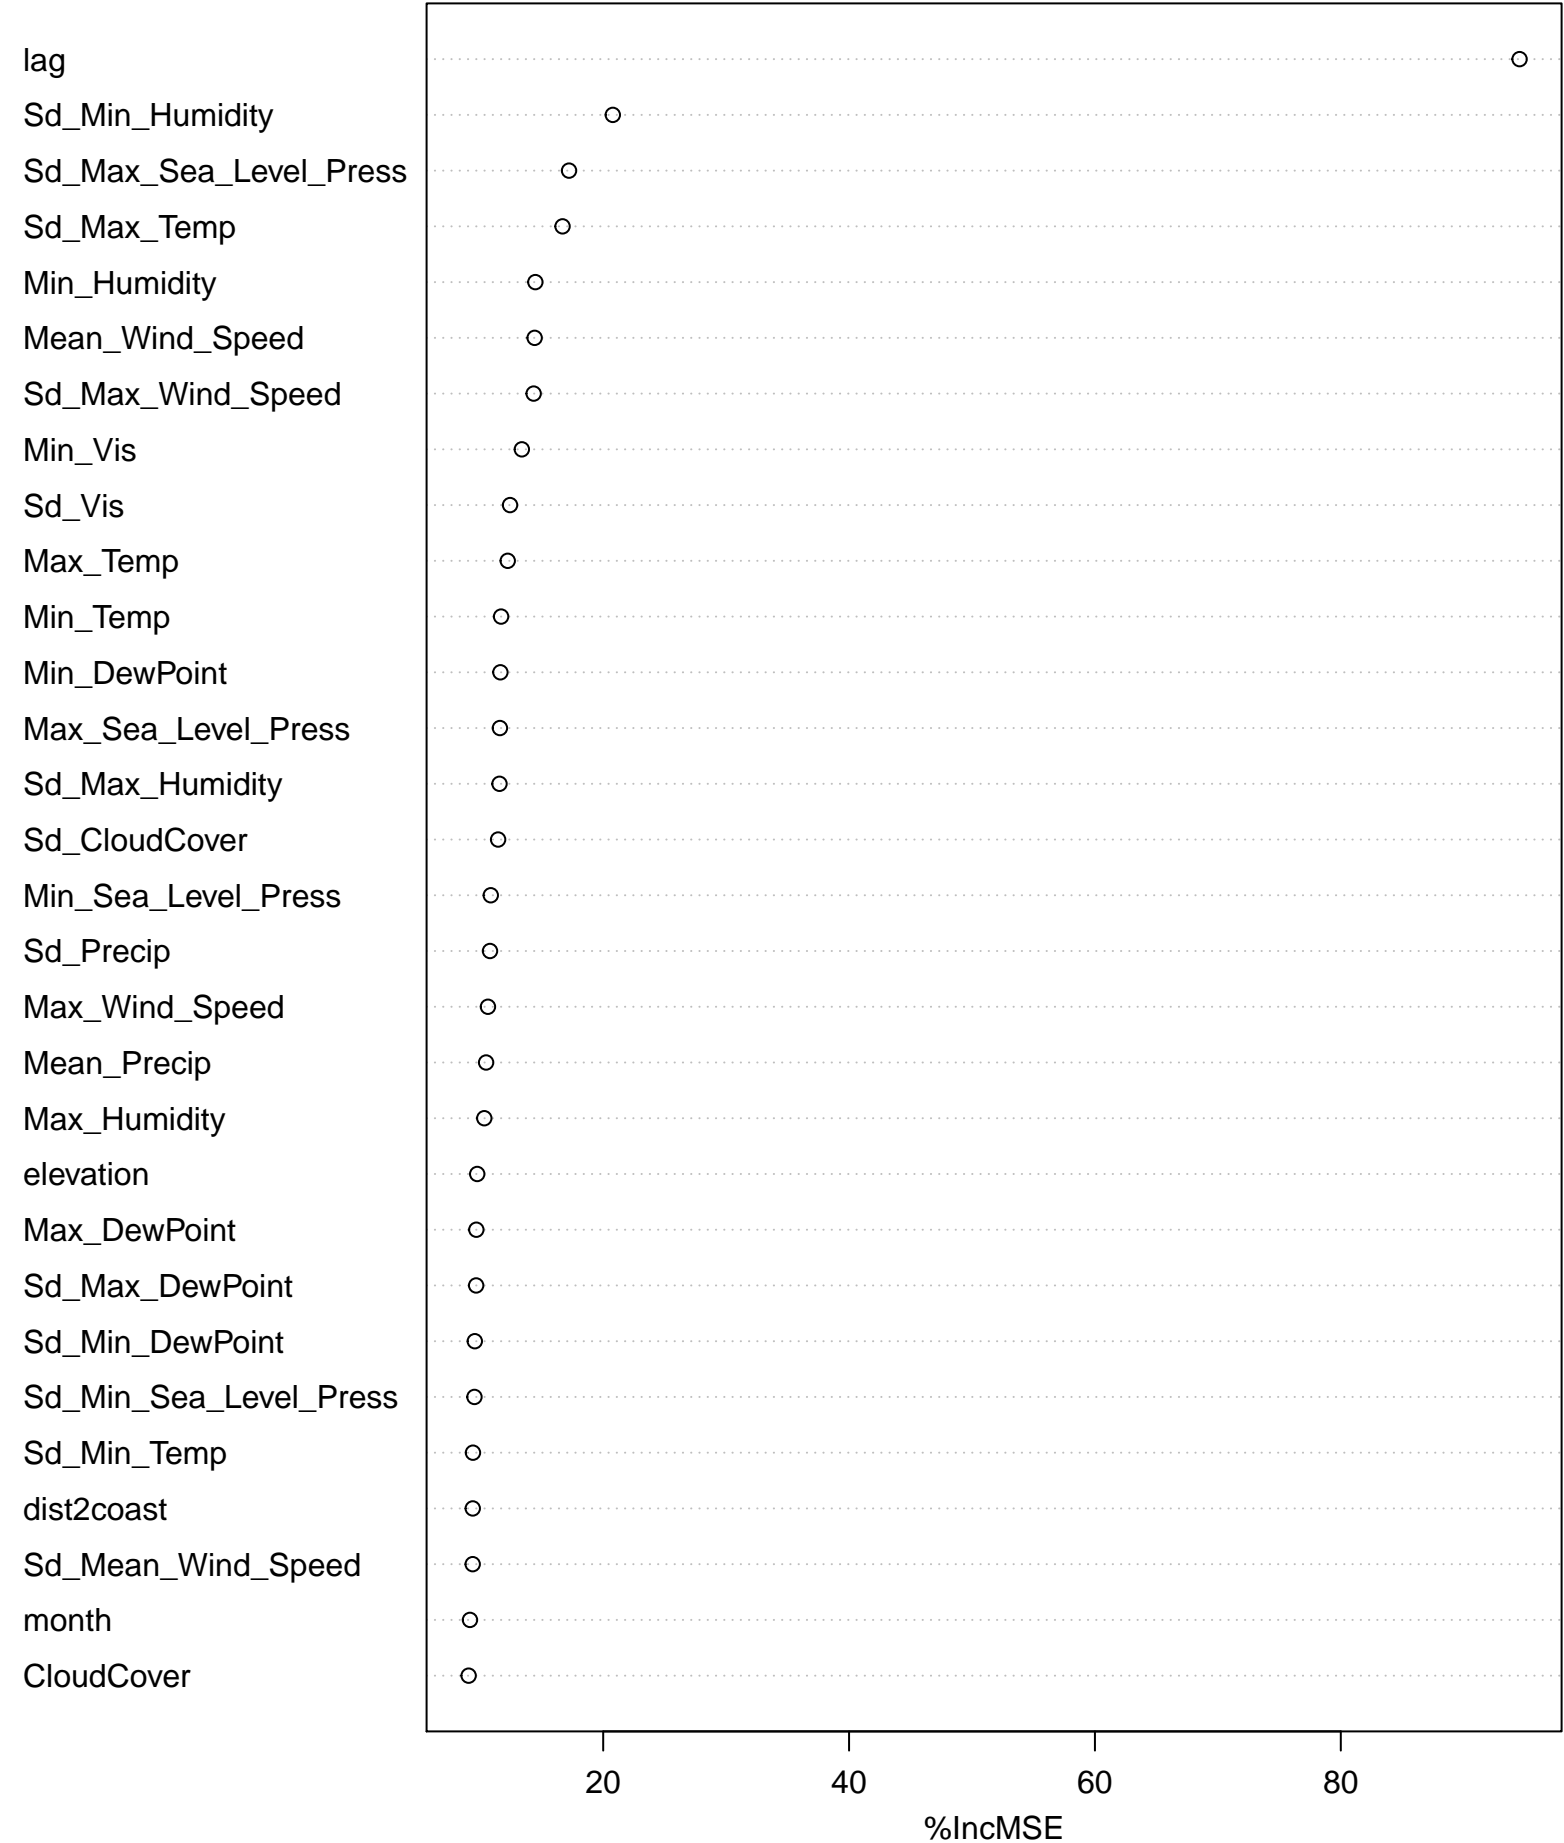 lag
Sd_Min_Humidity
Sd_Max_Sea_Level_Press
Sd_Max_Temp
Min_Humidity
Mean_Wind_Speed
Sd_Max_Wind_Speed
Min_Vis
Sd_Vis
Max_Temp
Min_Temp
Min_DewPoint
Max_Sea_Level_Press
Sd_Max_Humidity
Sd_CloudCover
Min_Sea_Level_Press
Sd_Precip
Max_Wind_Speed
Mean_Precip
Max_Humidity
elevation
Max_DewPoint
Sd_Max_DewPoint
Sd_Min_DewPoint
Sd_Min_Sea_Level_Press
Sd_Min_Temp
dist2coast
Sd_Mean_Wind_Speed
month
CloudCover
20 40 60 80
%IncMSE